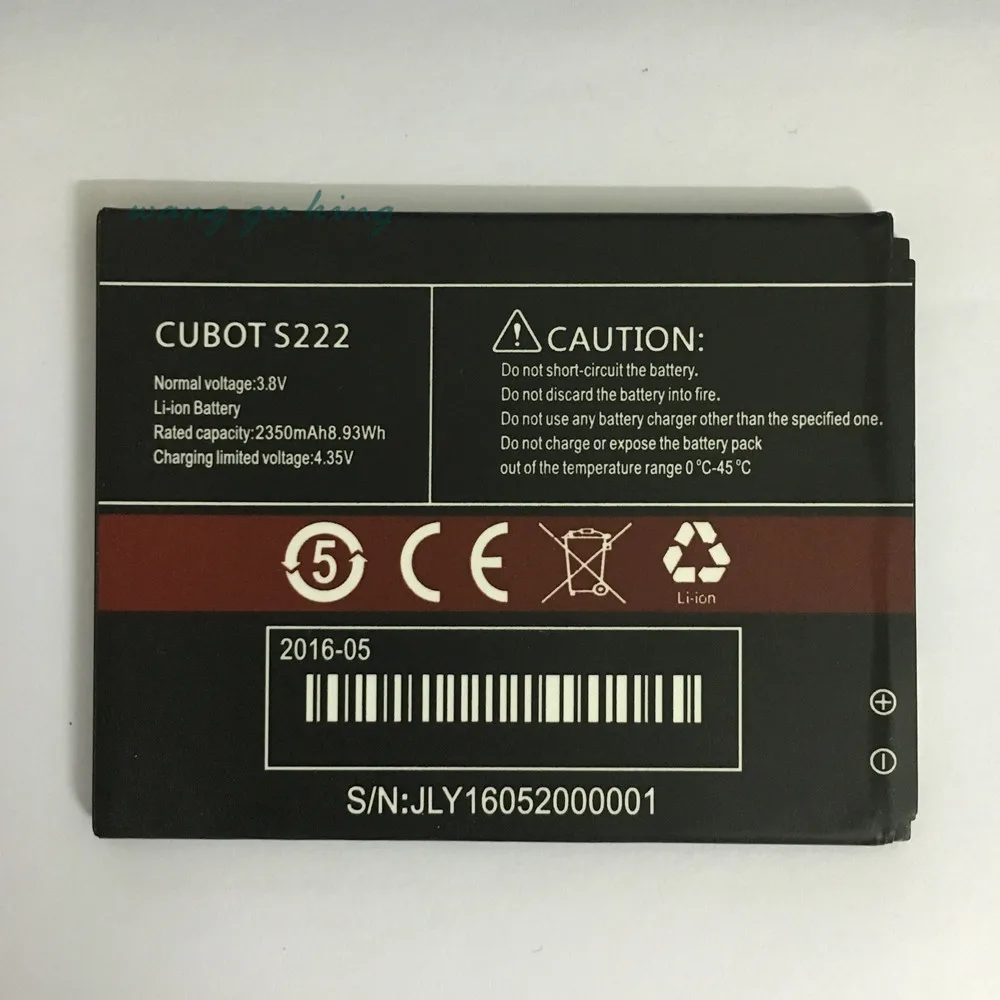 wang gu king
CUBOT S222
Normal voltage:3.8V
Li-ion Battery
Rated capacity:2350mAh8.93Wh
Charging limited voltage:4.35V
CAUTION:
Do not short-circuit the battery.
Do not discard the battery into fire.
Do not use any battery charger other than the specified one.
Do not charge or expose the battery pack
out of the temperature range 0 °C-45 °C
5
CE
Li-ion
2016-05
S/N:JLY16052000001